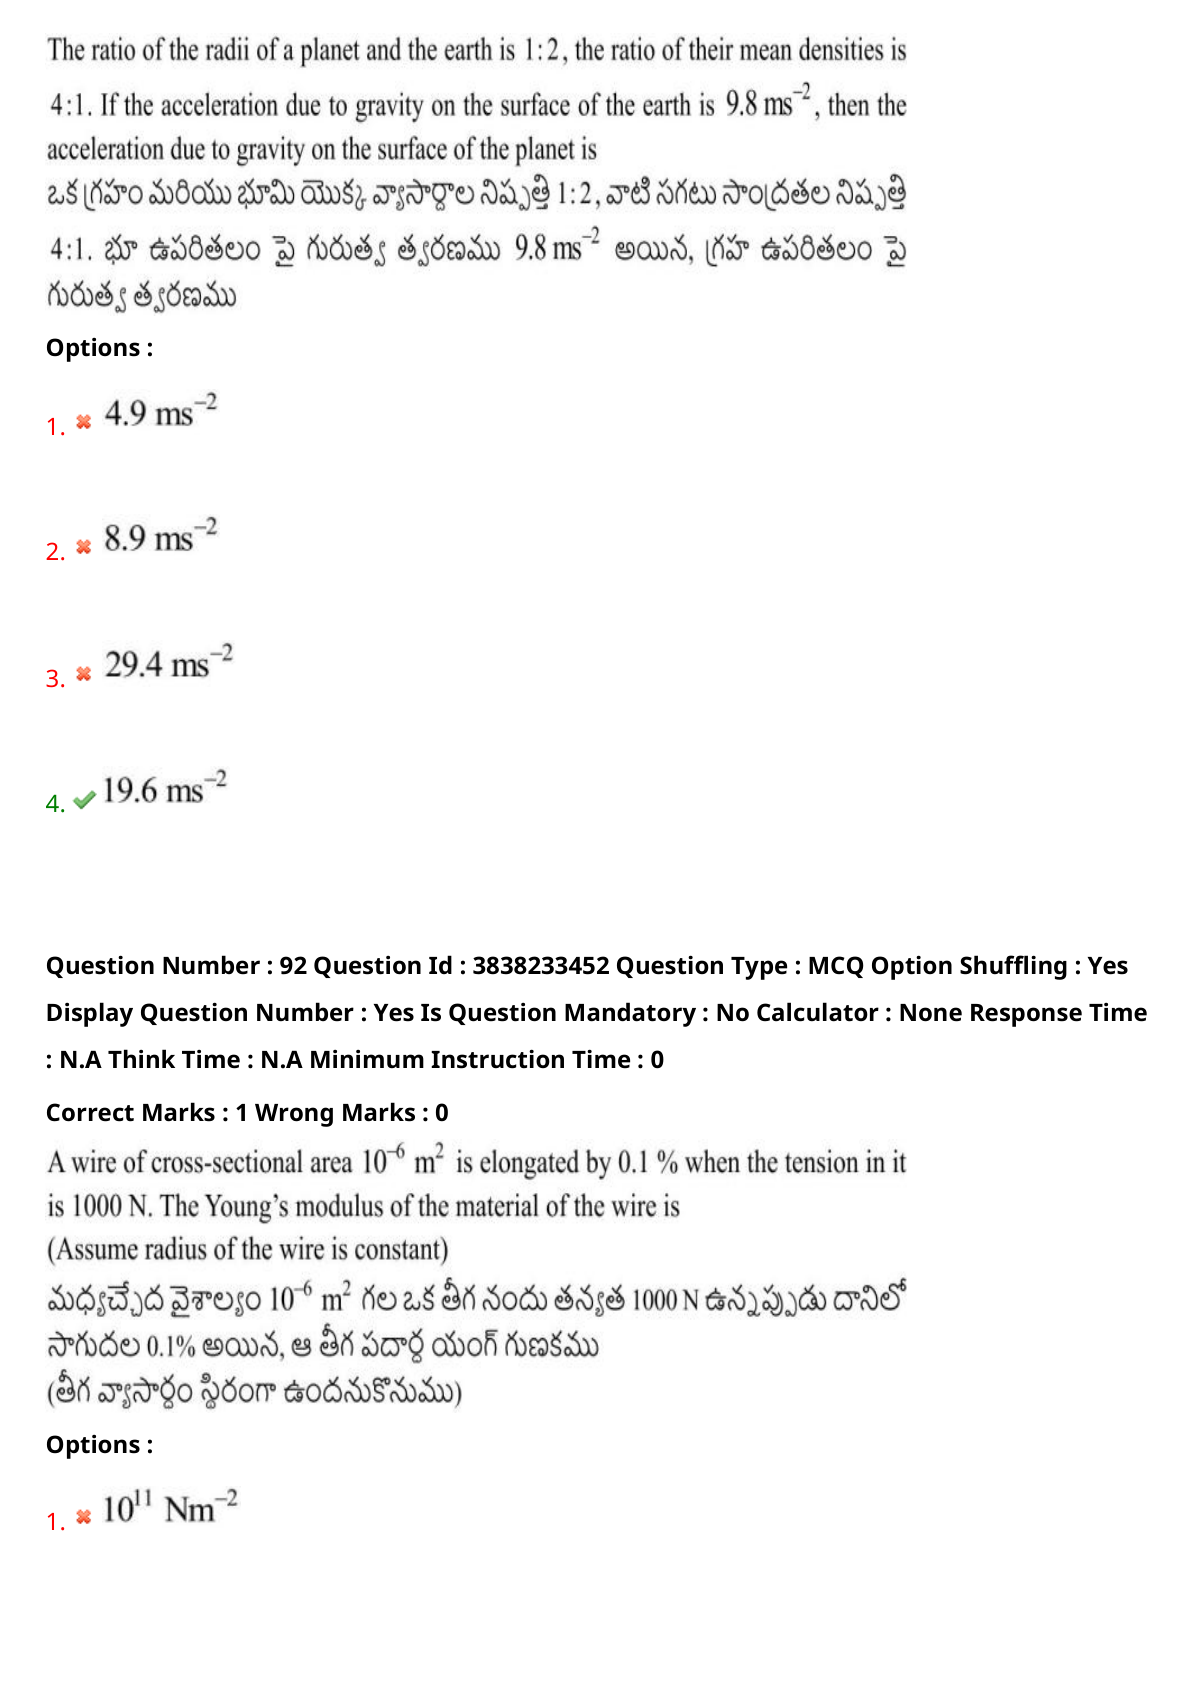 The ratio of the radii of a planet and the earth is 1:2, the ratio of their mean densities is
4:1. If the acceleration due to gravity on the surface of the earth is 9.8 ms⁻², then the
acceleration due to gravity on the surface of the planet is
ఒక గ్రహం మరియు భూమి యొక్క వ్యాసార్ధాల నిష్పత్తి 1:2, వాటి సగటు సాంద్రతల నిష్పత్తి
4:1. భూ ఉపరితలం పై గురుత్వ త్వరణము 9.8 ms⁻² అయిన, గ్రహ ఉపరితలం పై
గురుత్వ త్వరణము
Options :
1. 4.9 ms⁻²
2. 8.9 ms⁻²
3. 29.4 ms⁻²
4. 19.6 ms⁻²
Question Number : 92 Question Id : 3838233452 Question Type : MCQ Option Shuffling : Yes
Display Question Number : Yes Is Question Mandatory : No Calculator : None Response Time
: N.A Think Time : N.A Minimum Instruction Time : 0
Correct Marks : 1 Wrong Marks : 0
A wire of cross-sectional area 10⁻⁶ m² is elongated by 0.1 % when the tension in it
is 1000 N. The Young's modulus of the material of the wire is
(Assume radius of the wire is constant)
మధ్యచ్ఛేద వైశాల్యం 10⁻⁶ m² గల ఒక తీగ నందు తన్యత 1000 N ఉన్నప్పుడు దానిలో
సాగుదల 0.1% అయిన, ఆ తీగ పదార్థ యంగ్ గుణకము
(తీగ వ్యాసార్ధం స్థిరంగా ఉందనుకొనుము)
Options :
1. 10¹¹ Nm⁻²